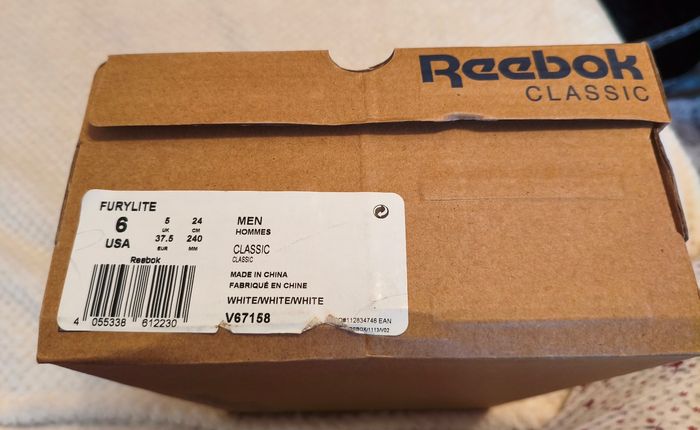 Reebok
CLASSIC
FURYLITE
6 5 24
UK CM
USA 37.5 240
EUR MM
Reebok
4 055338 612230
MEN
HOMMES
CLASSIC
CLASSIC
MADE IN CHINA
FABRIQUÉ EN CHINE
WHITE/WHITE/WHITE
V67158
O#112834746 EAN